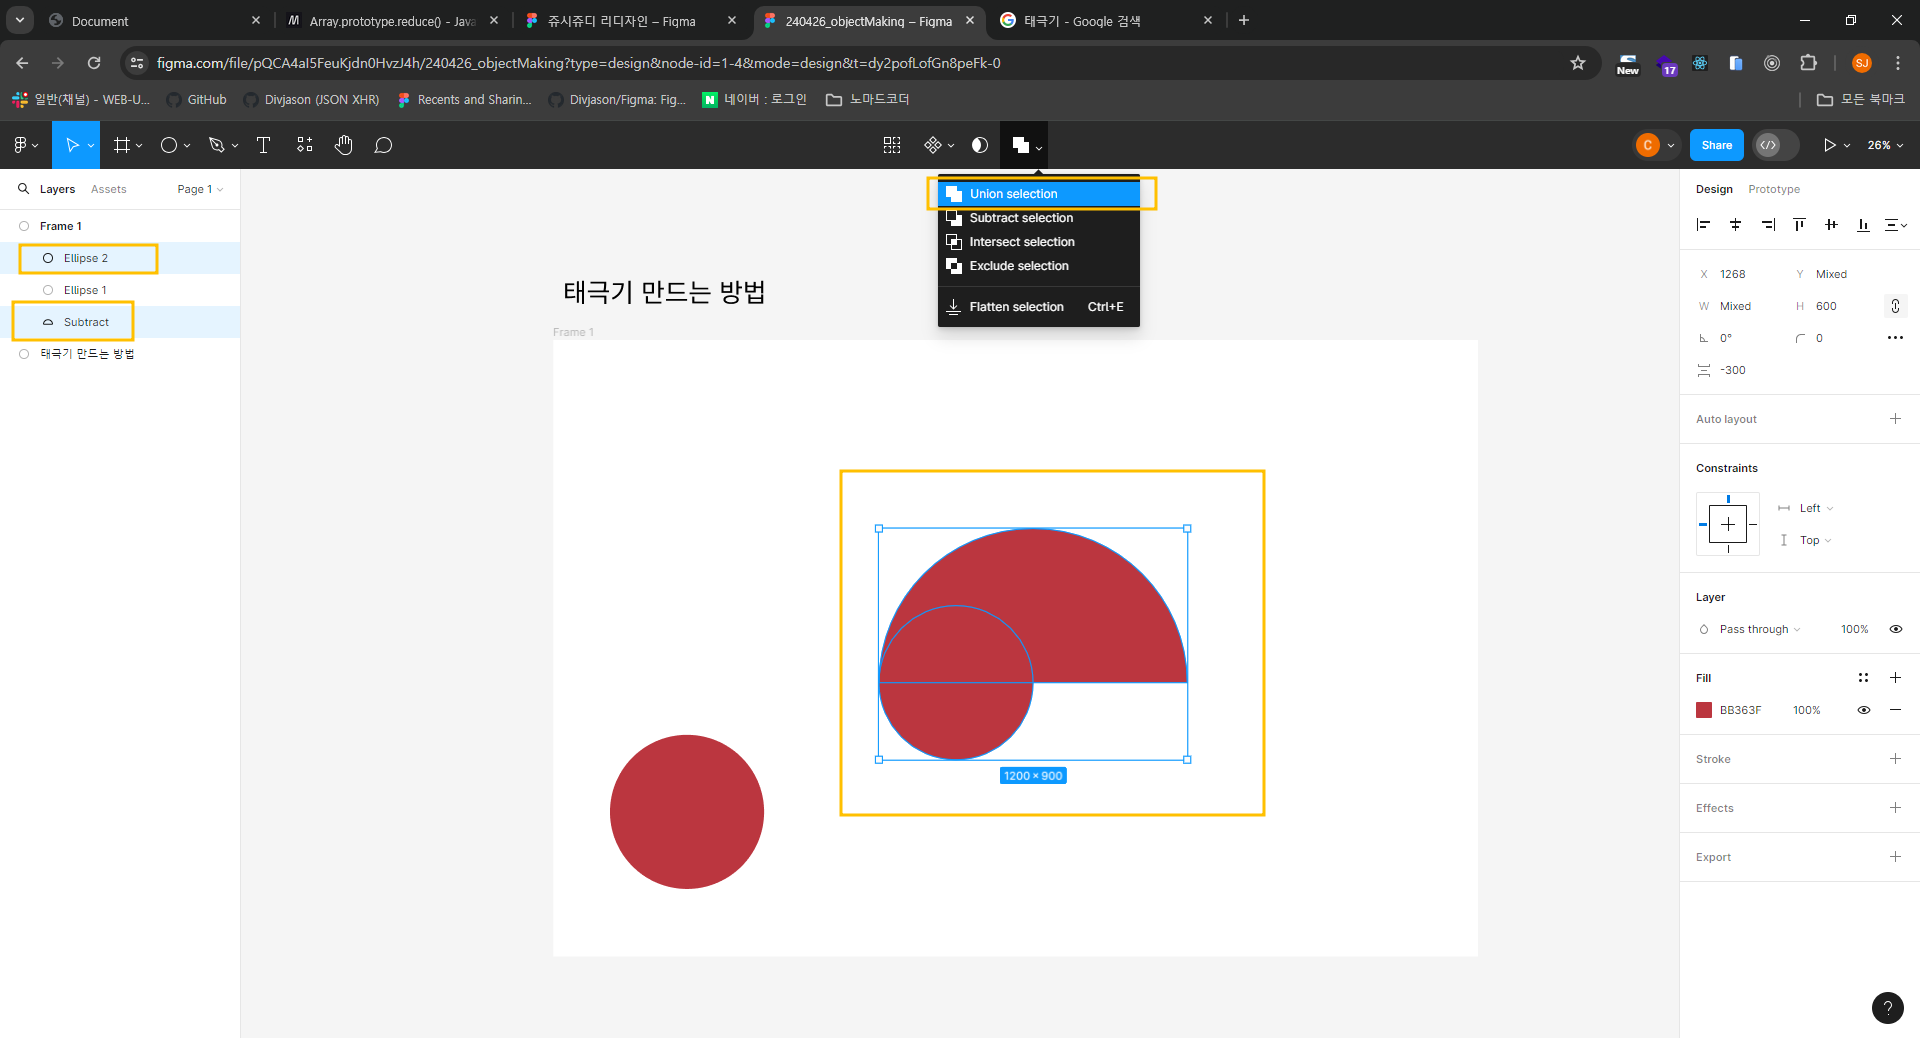 Document
Array.prototype.reduce() - Java
쥬시쥬디 리디자인 – Figma
240426_objectMaking – Figma
태극기 - Google 검색
figma.com/file/pQCA4aI5FeuKjdn0HvzJ4h/240426_objectMaking?type=design&node-id=1-4&mode=design&t=dy2pofLofGn8peFk-0
New
17
SJ
일반(채널) - WEB-U...
GitHub
Divjason (JSON XHR)
Recents and Sharin...
Divjason/Figma: Fig...
N 네이버 : 로그인
노마드코더
모든 북마크
C
Share
26%
Layers
Assets
Page 1
Frame 1
Ellipse 2
Ellipse 1
Subtract
태극기 만드는 방법
Union selection
Subtract selection
Intersect selection
Exclude selection
Flatten selection Ctrl+E
태극기 만드는 방법
Frame 1
1200 × 900
Design
Prototype
X 1268
Y Mixed
W Mixed
H 600
0°
0
-300
Auto layout
Constraints
Left
Top
Layer
Pass through
100%
Fill
BB363F
100%
Stroke
Effects
Export
?